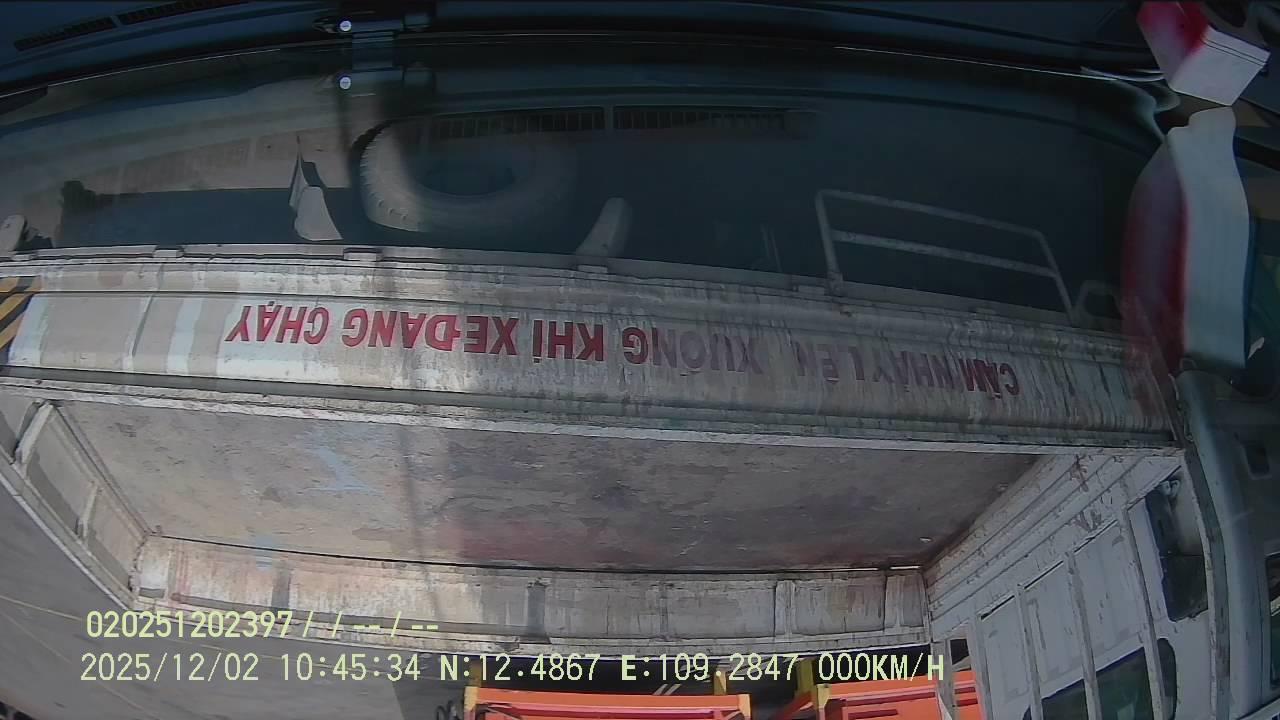 CẤM NHẢY LÊN XUỐNG KHI XE ĐANG CHẠY
020251202397/ / -- / --
2025/12/02 10:45:34 N:12.4867 E:109.2847 000KM/H